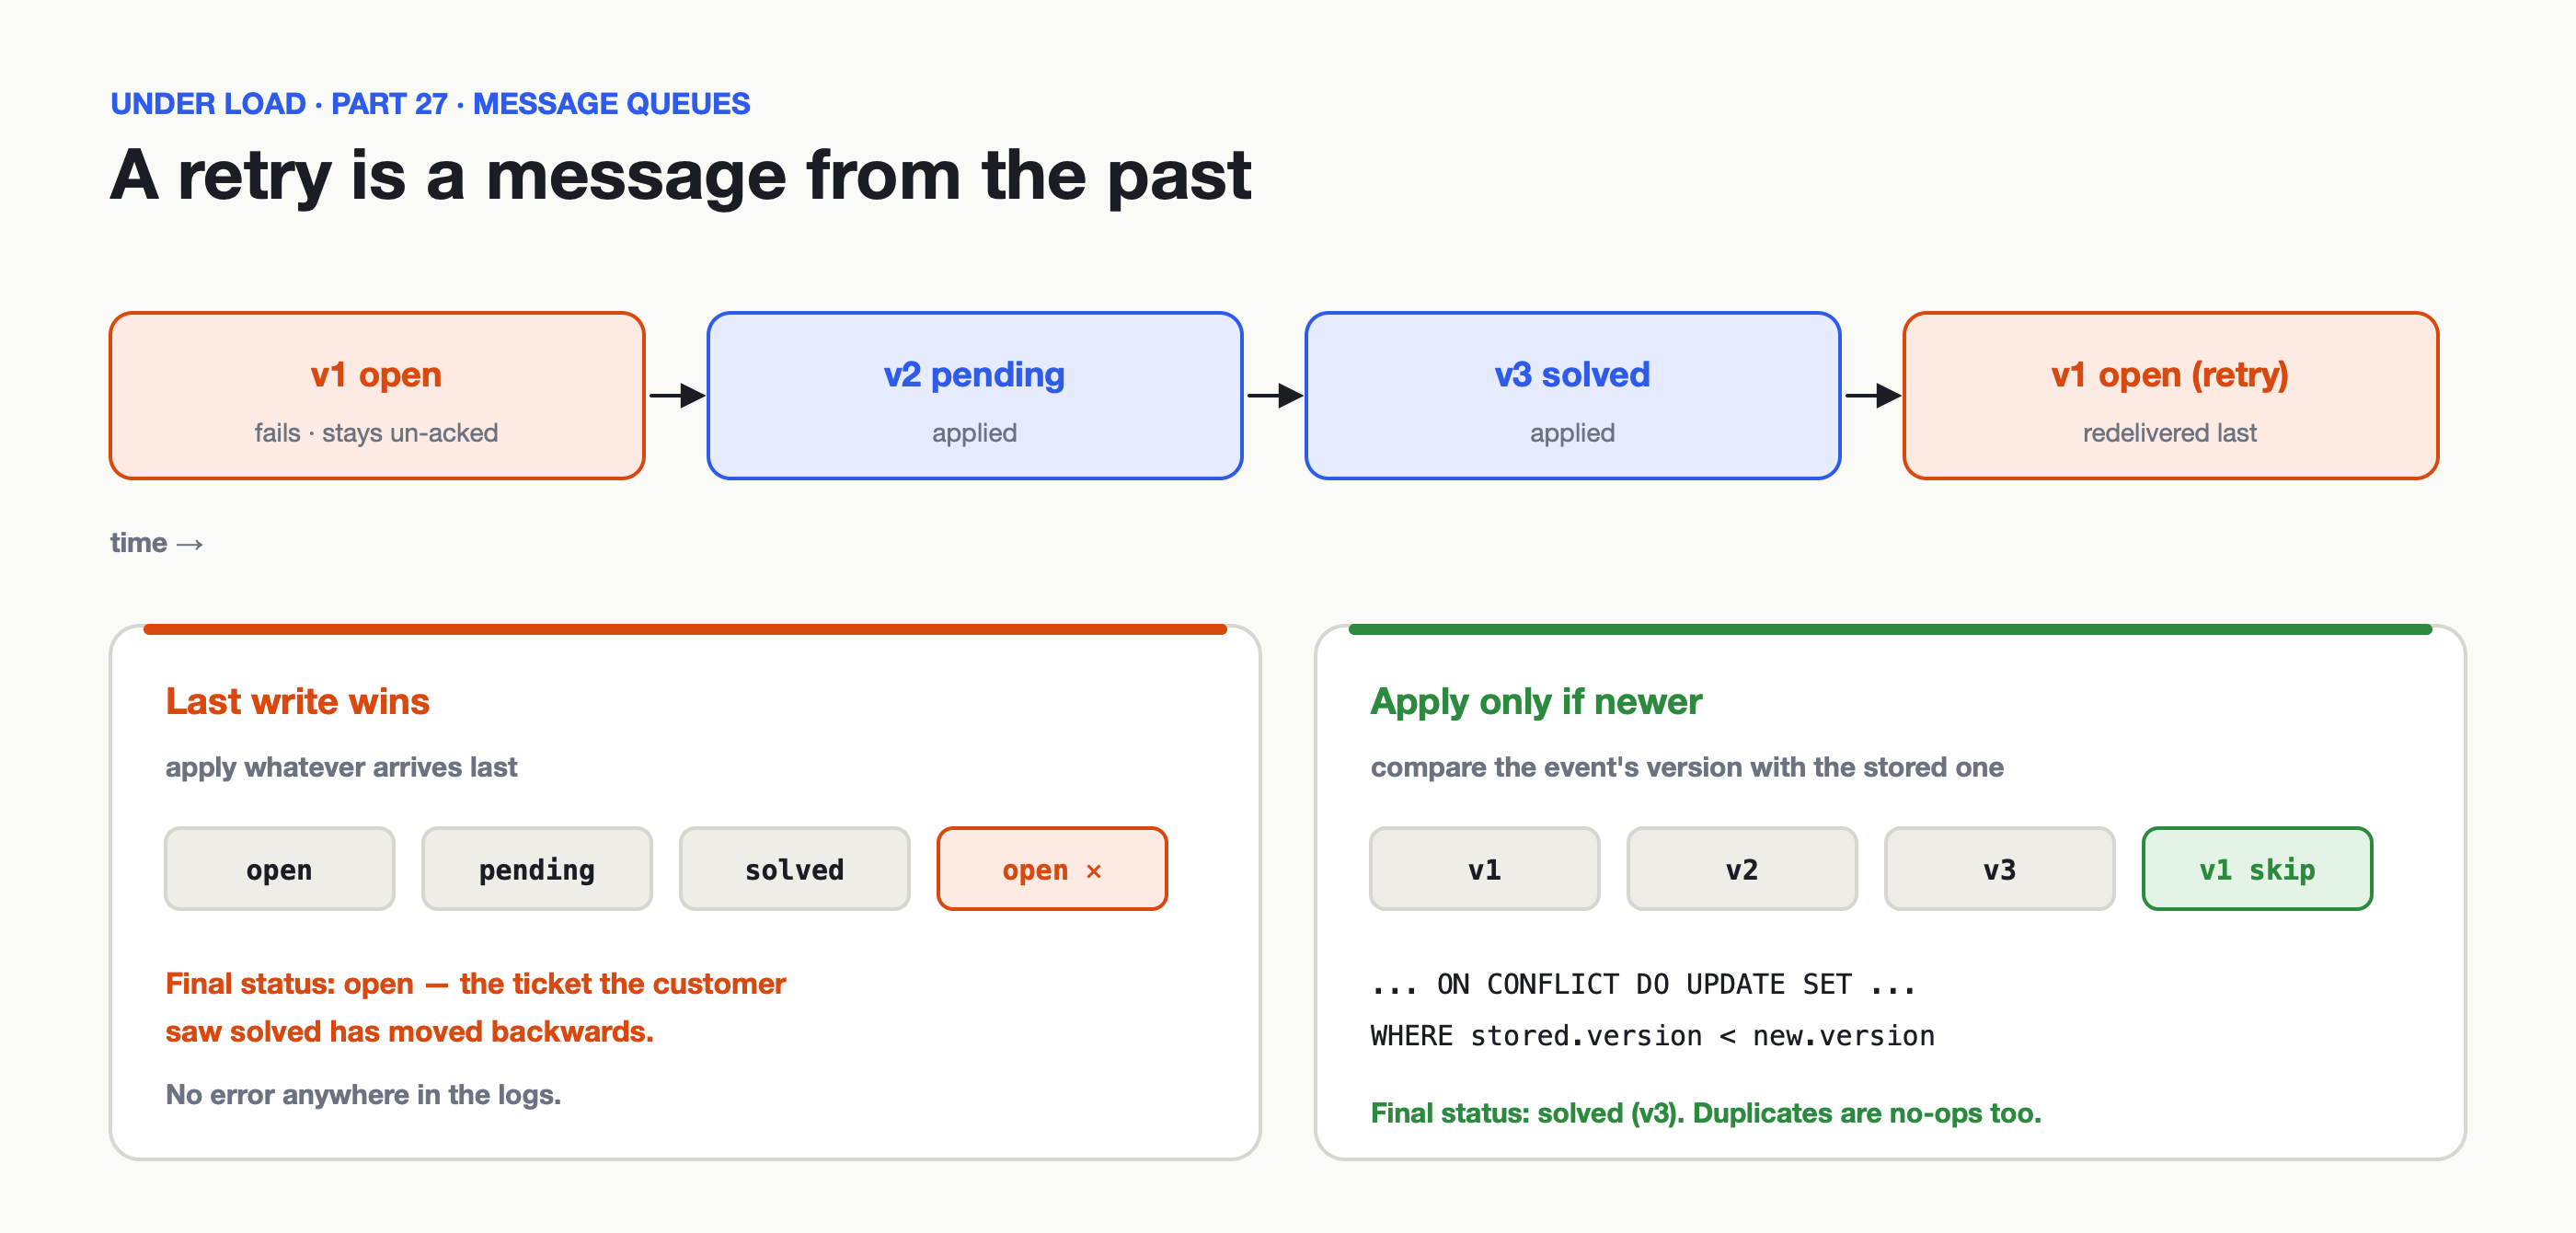 UNDER LOAD · PART 27 · MESSAGE QUEUES
A retry is a message from the past
v1 open
fails · stays un-acked
v2 pending
applied
v3 solved
applied
v1 open (retry)
redelivered last
time →
Last write wins
apply whatever arrives last
open
pending
solved
open ×
Final status: open — the ticket the customer
saw solved has moved backwards.
No error anywhere in the logs.
Apply only if newer
compare the event's version with the stored one
v1
v2
v3
v1 skip
... ON CONFLICT DO UPDATE SET ...
WHERE stored.version < new.version
Final status: solved (v3). Duplicates are no-ops too.